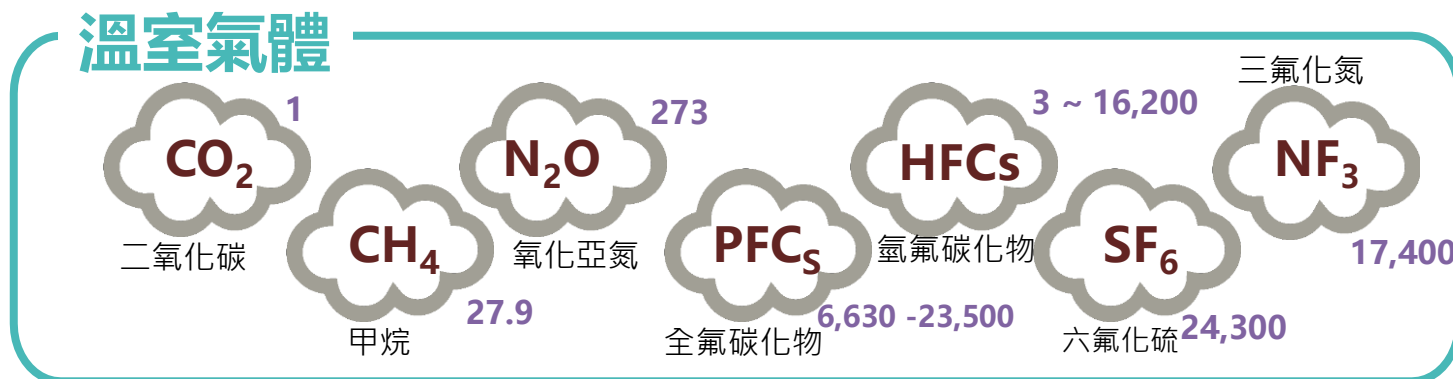 溫室氣體
CO₂
1
二氧化碳
CH₄
27.9
甲烷
N₂O
273
氧化亞氮
PFCₛ
6,630 -23,500
全氟碳化物
HFCs
3 ~ 16,200
氫氟碳化物
SF₆
24,300
六氟化硫
三氟化氮
NF₃
17,400